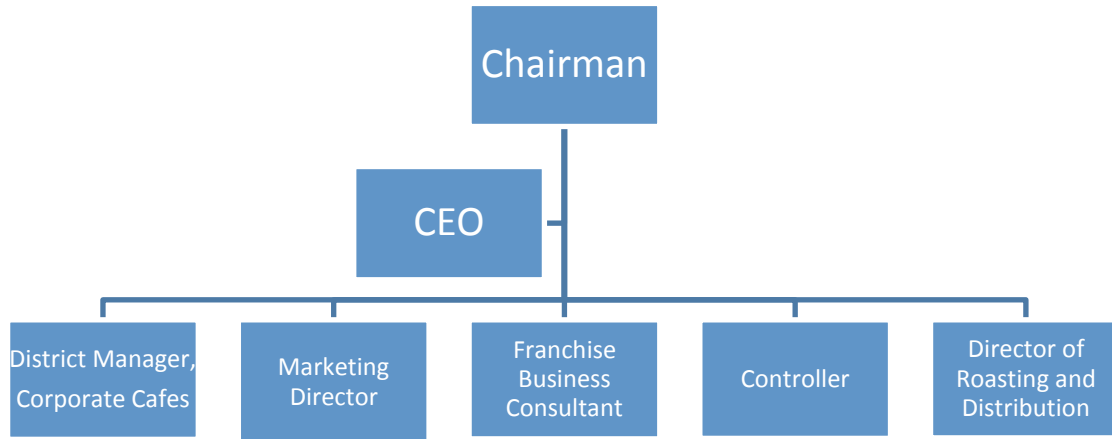 Chairman
CEO
District Manager,
Corporate Cafes
Marketing
Director
Franchise
Business
Consultant
Controller
Director of
Roasting and
Distribution